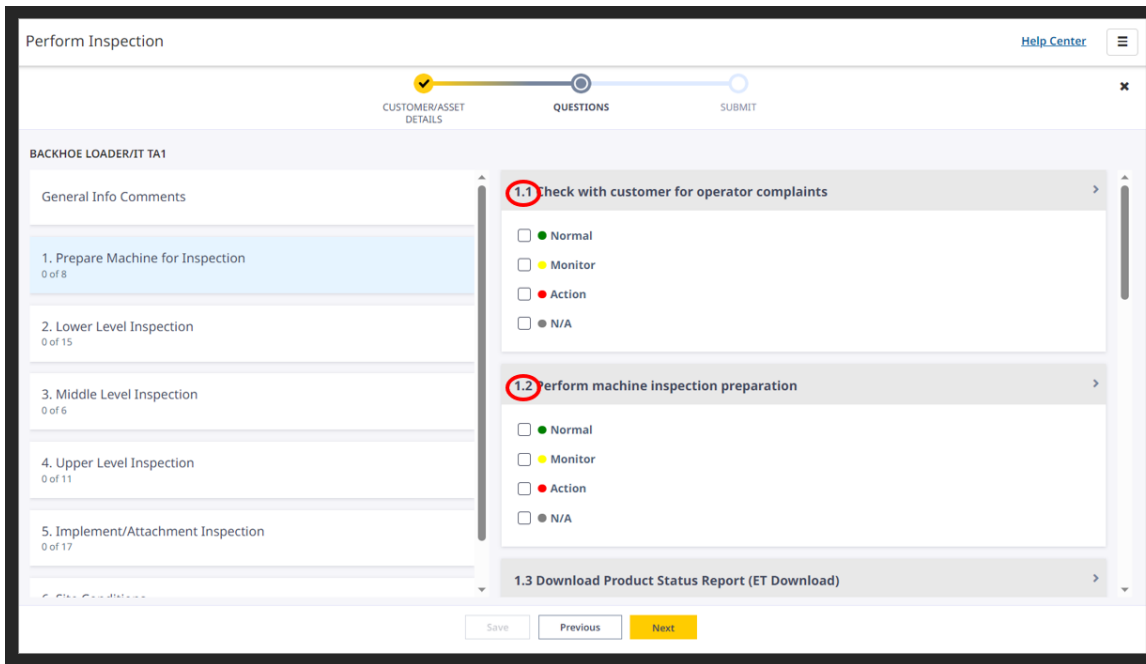 Perform Inspection
Help Center
CUSTOMER/ASSET
DETAILS
QUESTIONS
SUBMIT
BACKHOE LOADER/IT TA1
General Info Comments
1. Prepare Machine for Inspection
0 of 8
2. Lower Level Inspection
0 of 15
3. Middle Level Inspection
0 of 6
4. Upper Level Inspection
0 of 11
5. Implement/Attachment Inspection
0 of 17
6. Site Conditions
1.1 Check with customer for operator complaints
Normal
Monitor
Action
N/A
1.2 Perform machine inspection preparation
Normal
Monitor
Action
N/A
1.3 Download Product Status Report (ET Download)
Save
Previous
Next